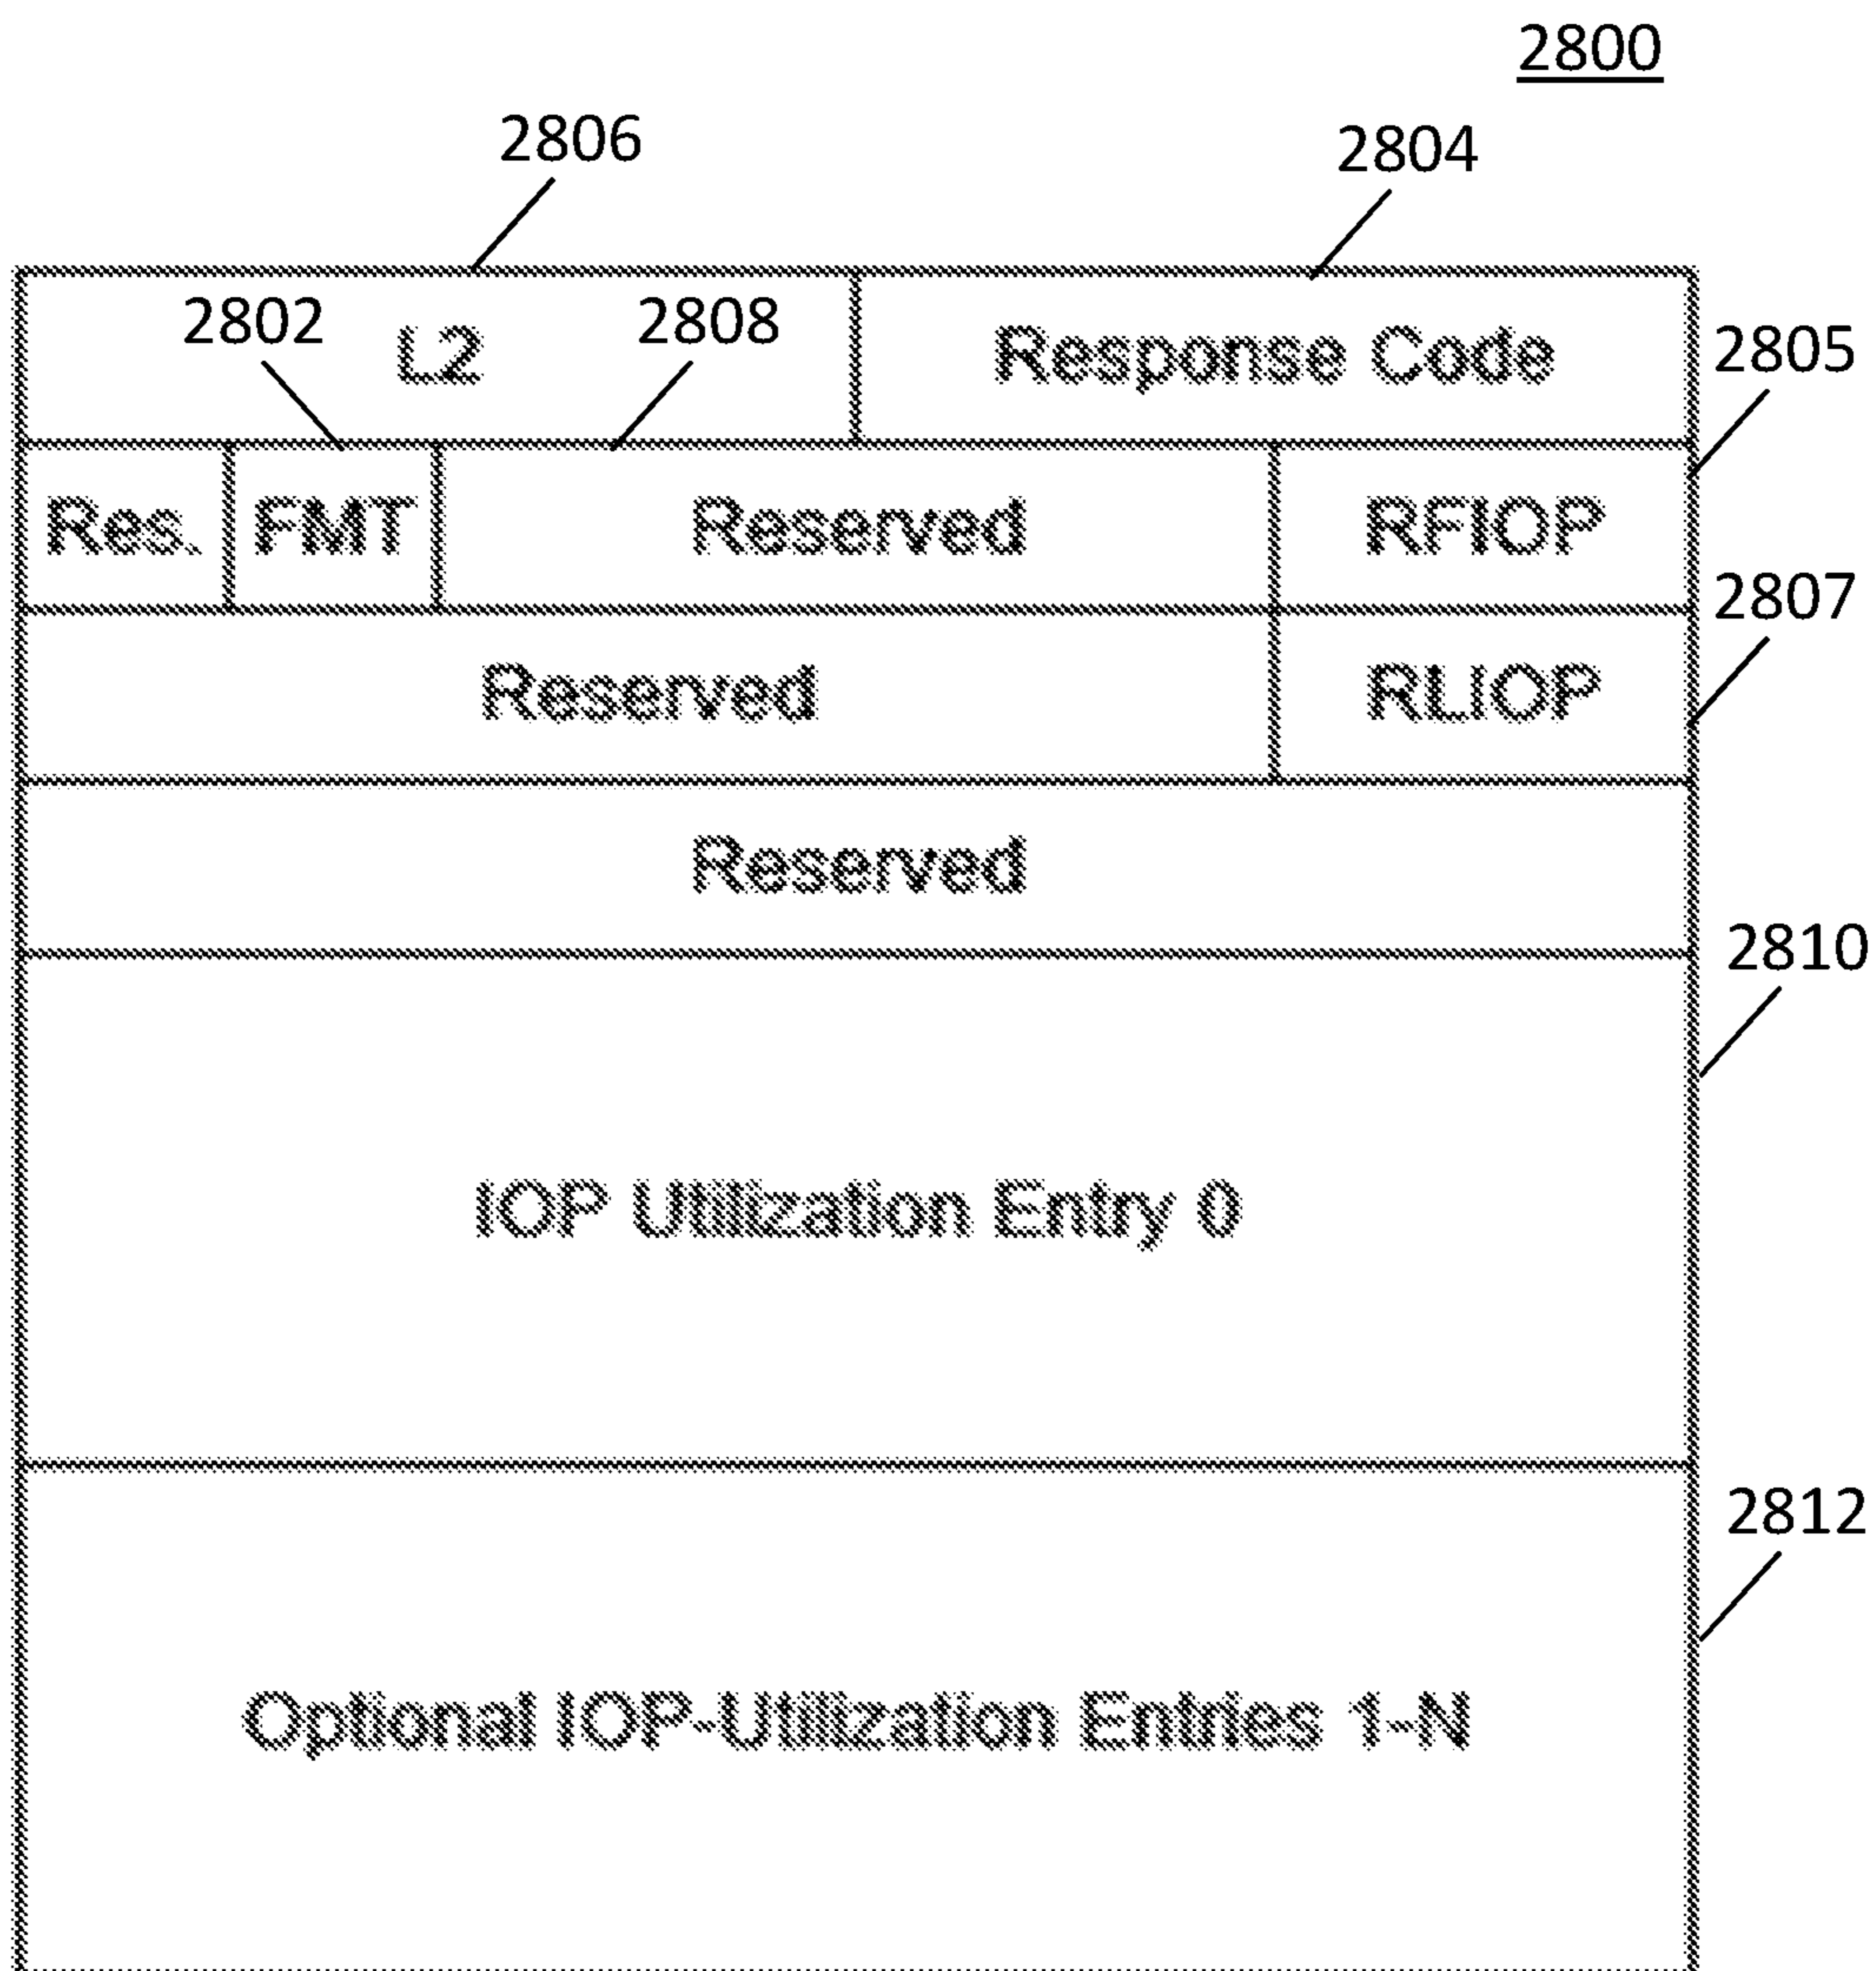 2800
2806 2804
2802 L2 2808 Response Code 2805
Res. FMT Reserved RFIOP
2807
Reserved RLIOP
Reserved
2810
IOP Utilization Entry 0
2812
Optional IOP-Utilization Entries 1-N